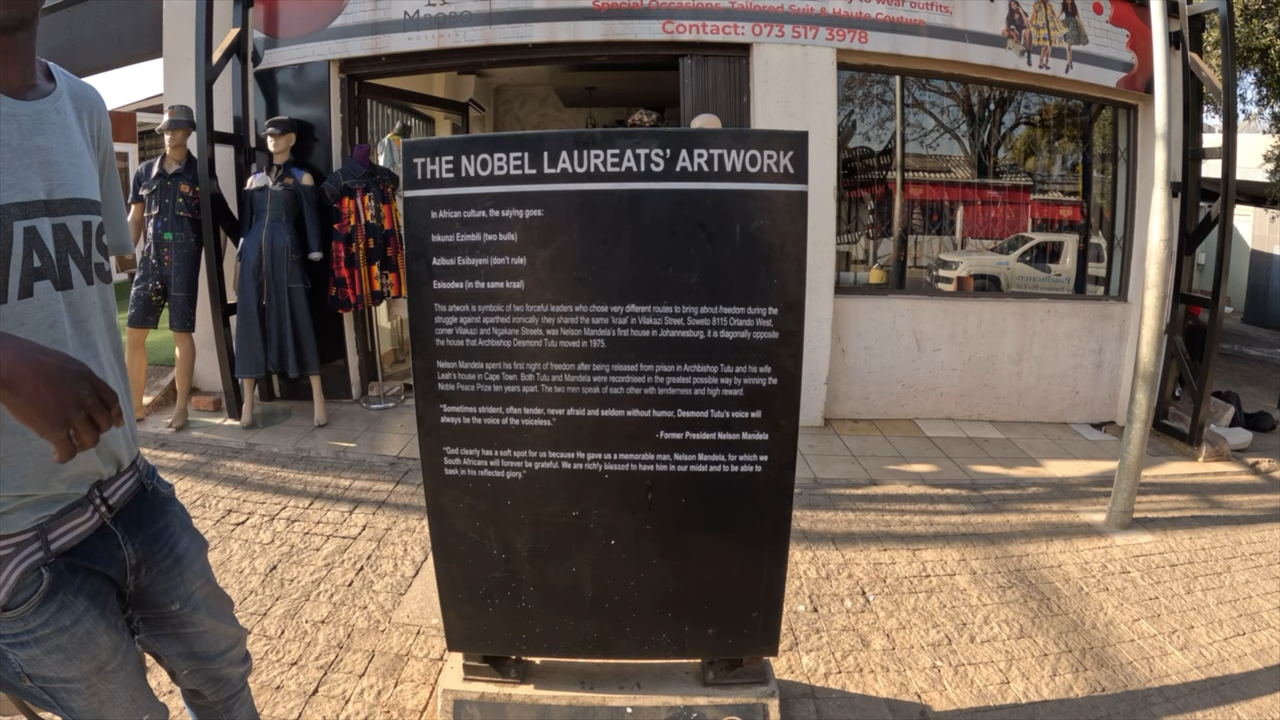 MPOBO
MOVEMENT
to wear outfits,
Special Occasions, Tailored Suit & Haute Couture
Contact: 073 517 3978
VANS
THE NOBEL LAUREATS' ARTWORK
In African culture, the saying goes:
Inkunzi Ezimbili (two bulls)
Azibusi Esibayeni (don't rule)
Esisodwa (in the same kraal)
This artwork is symbolic of two forceful leaders who chose very different routes to bring about freedom during the
struggle against apartheid ironically they shared the same 'kraal' in Vilakazi Street, Soweto 8115 Orlando West,
corner Vilakazi and Ngakane Streets, was Nelson Mandela's first house in Johannesburg, it is diagonally opposite
the house that Archbishop Desmond Tutu moved in 1975.
Nelson Mandela spent his first night of freedom after being released from prison in Archbishop Tutu and his wife
Leah's house in Cape Town. Both Tutu and Mandela were recordnised in the greatest possible way by winning the
Noble Peace Prize ten years apart. The two men speak of each other with tenderness and high reward.
"Sometimes strident, often tender, never afraid and seldom without humor, Desmond Tutu's voice will
always be the voice of the voiceless."
- Former President Nelson Mandela
"God clearly has a soft spot for us because He gave us a memorable man, Nelson Mandela, for which we
South Africans will forever be grateful. We are richly blessed to have him in our midst and to be able to
bask in his reflected glory."